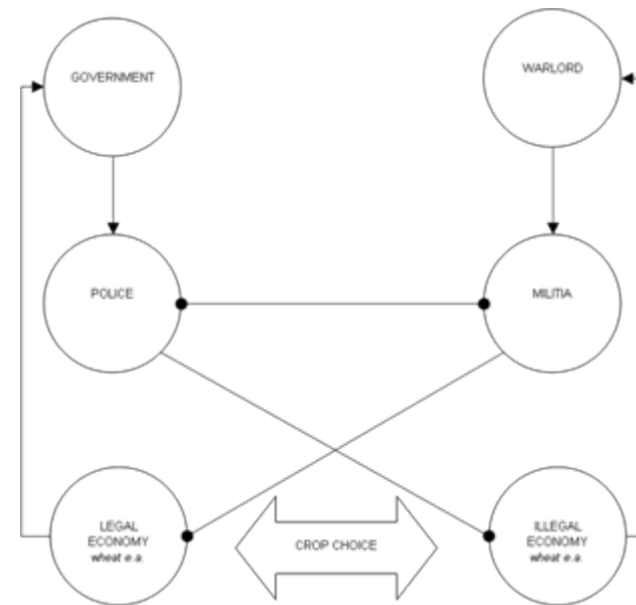 GOVERNMENT
WARLORD
POLICE
MILITIA
LEGAL
ECONOMY
wheat e.a.
CROP CHOICE
ILLEGAL
ECONOMY
wheat e.a.